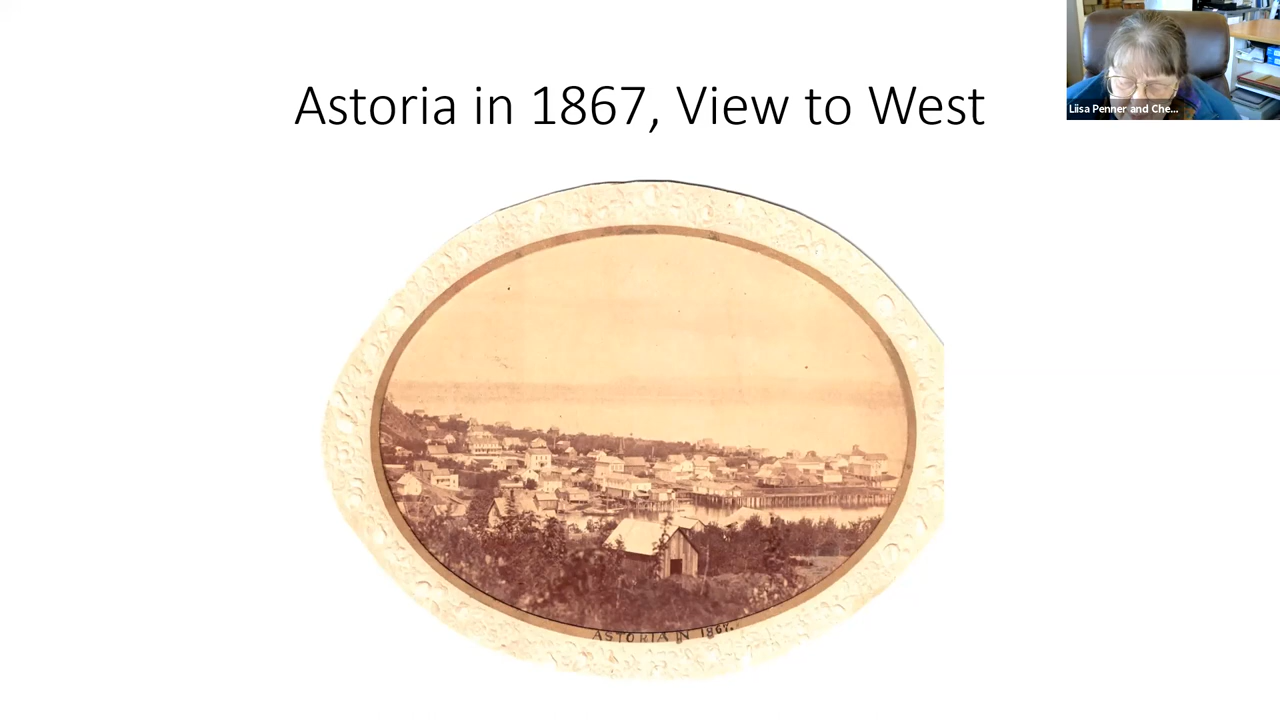 Astoria in 1867, View to West
Liisa Penner and Che...
ASTORIA IN 1867.